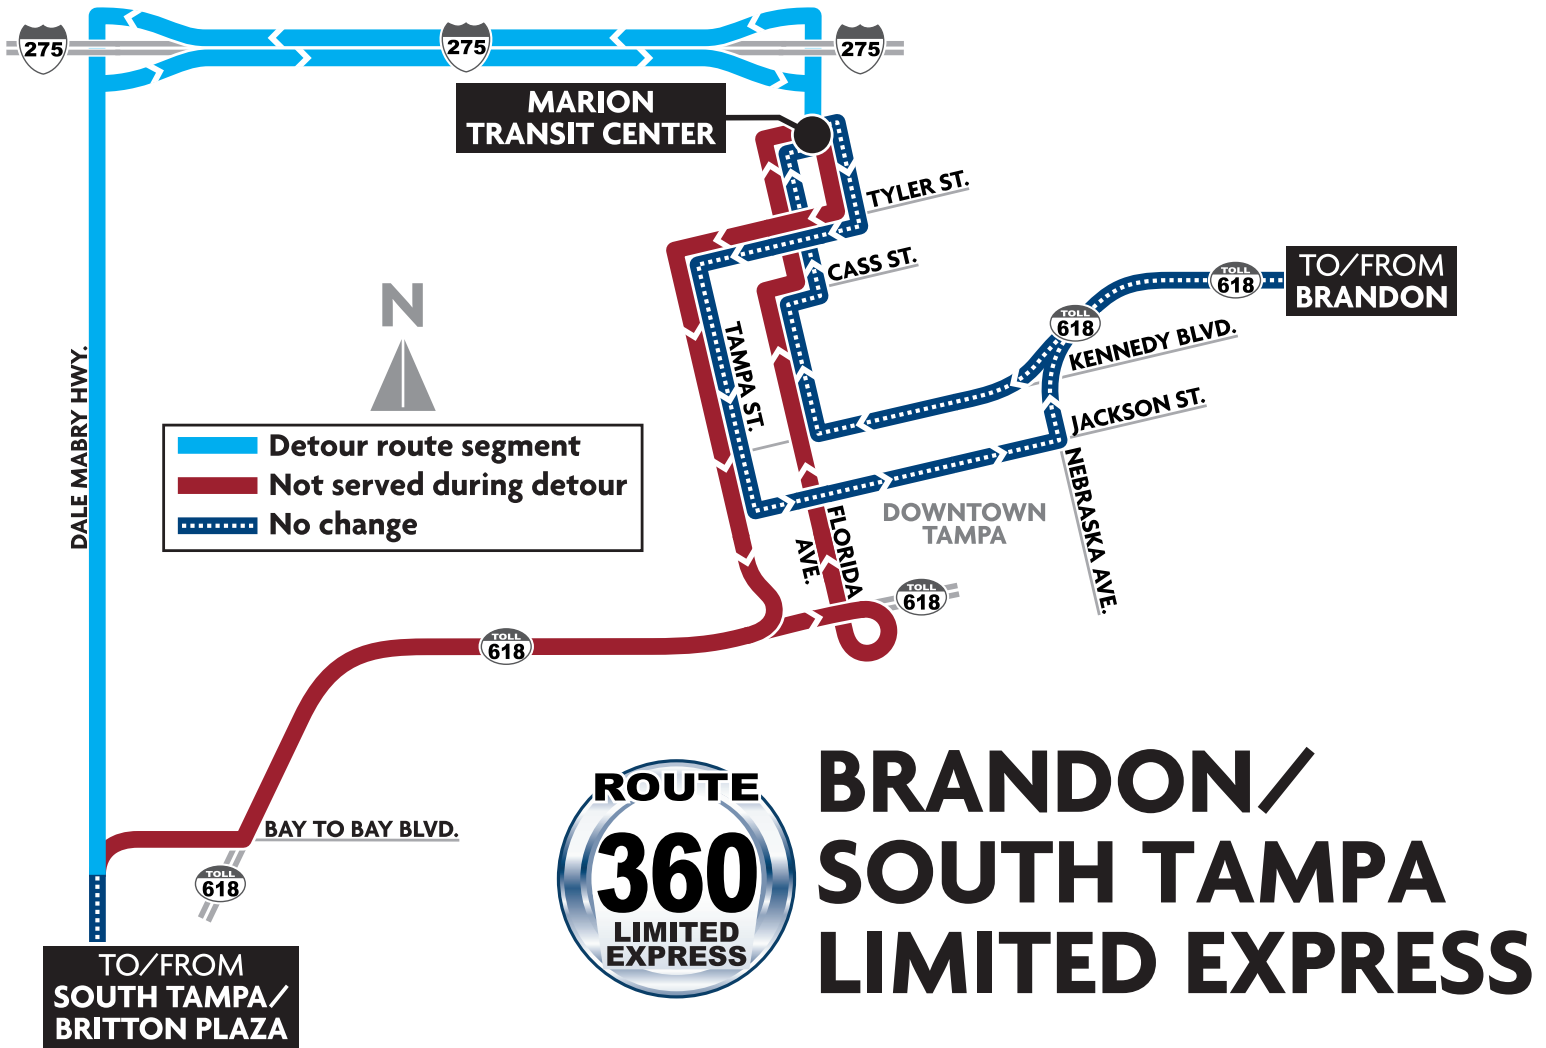 275
275
275
MARION
TRANSIT CENTER
TYLER ST.
CASS ST.
TOLL
618
TO/FROM
BRANDON
TOLL
618
KENNEDY BLVD.
JACKSON ST.
NEBRASKA AVE.
N
TAMPA ST.
DALE MABRY HWY.
Detour route segment
Not served during detour
No change
DOWNTOWN
TAMPA
FLORIDA
AVE.
TOLL
618
TOLL
618
BAY TO BAY BLVD.
TOLL
618
TO/FROM
SOUTH TAMPA/
BRITTON PLAZA
ROUTE
360
LIMITED
EXPRESS
BRANDON/
SOUTH TAMPA
LIMITED EXPRESS